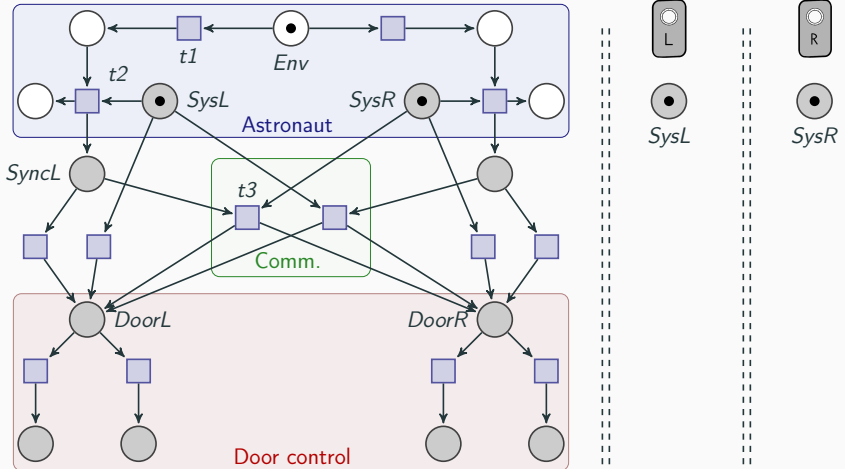 L
R
t1
Env
t2
SysL
SysR
SysL
SysR
Astronaut
SyncL
t3
Comm.
DoorL
DoorR
Door control